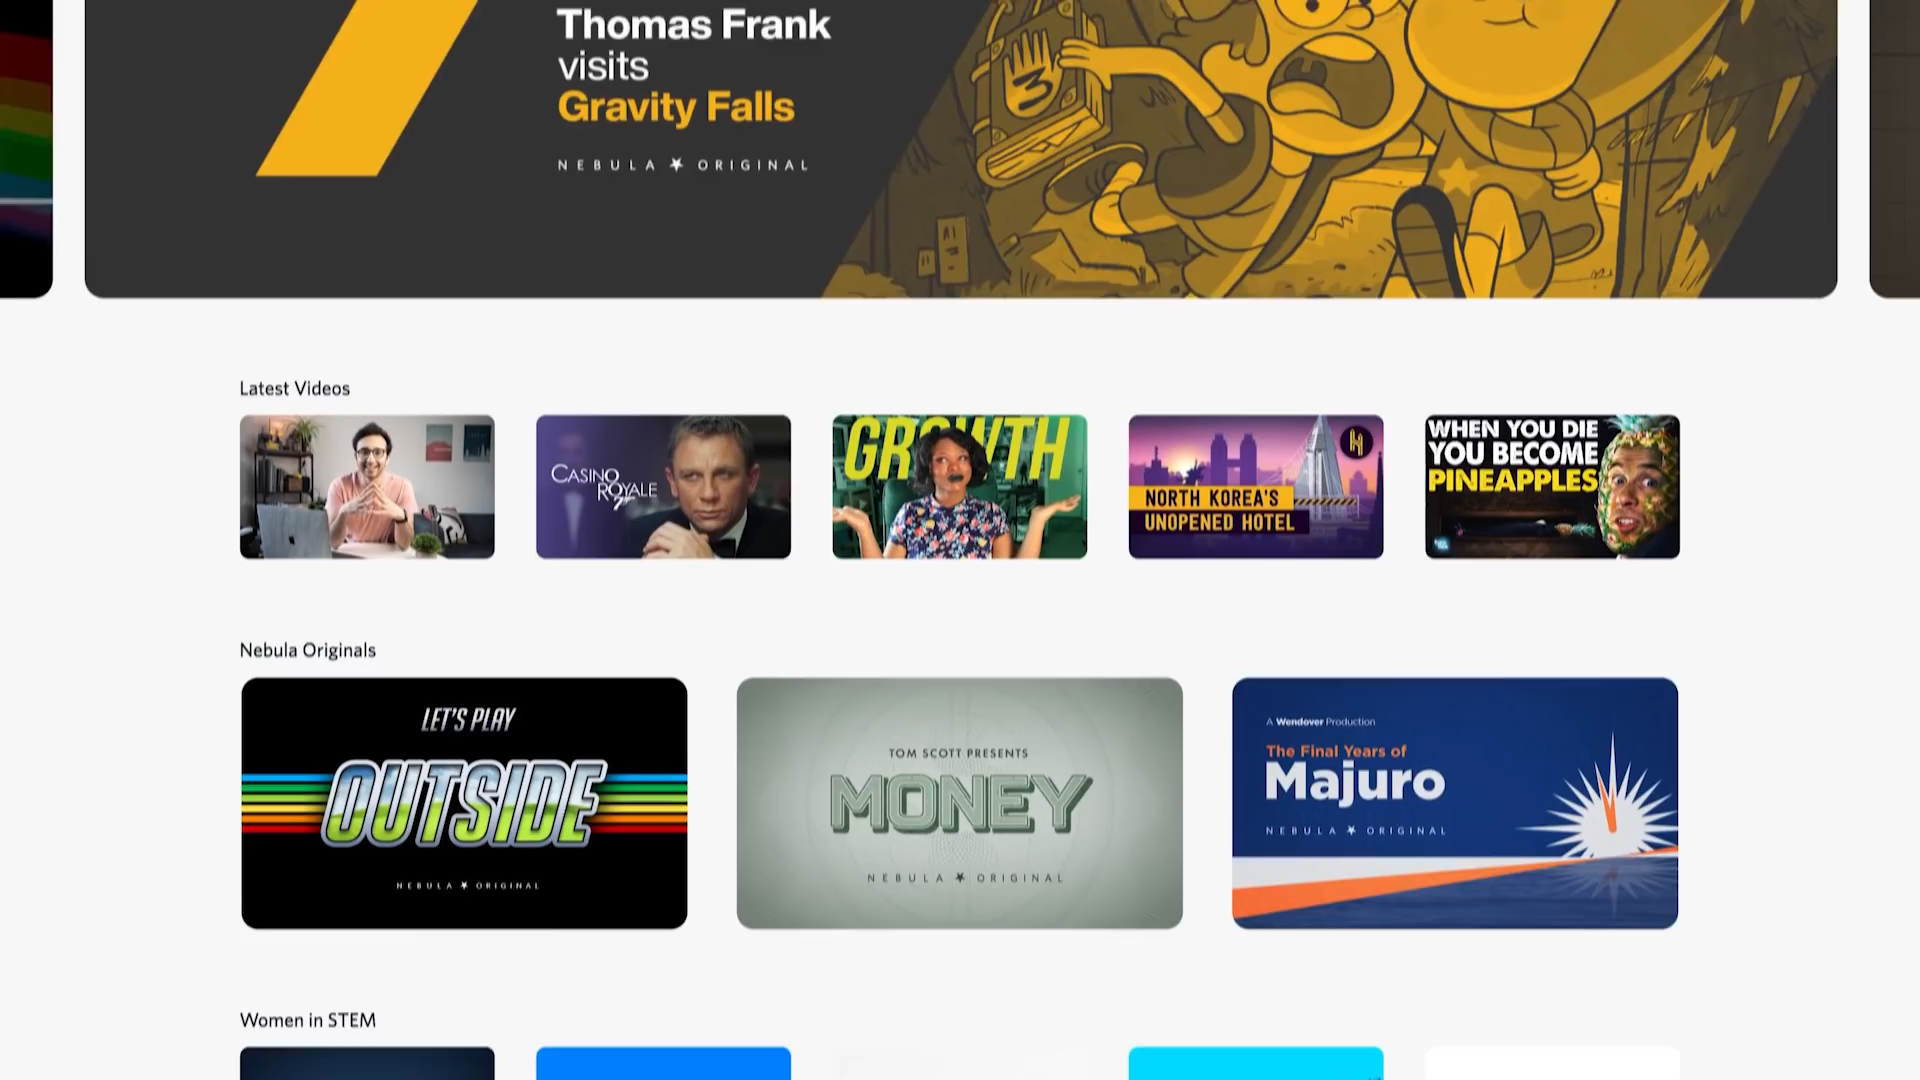 Thomas Frank
visits
Gravity Falls
NEBULA ORIGINAL
3
Latest Videos
CASINO
ROYALE
007
GROWTH
NORTH KOREA'S
UNOPENED HOTEL
WHEN YOU DIE
YOU BECOME
PINEAPPLES
Nebula Originals
LET'S PLAY
OUTSIDE
NEBULA ORIGINAL
TOM SCOTT PRESENTS
MONEY
NEBULA ORIGINAL
A Wendover Production
The Final Years of
Majuro
NEBULA ORIGINAL
Women in STEM